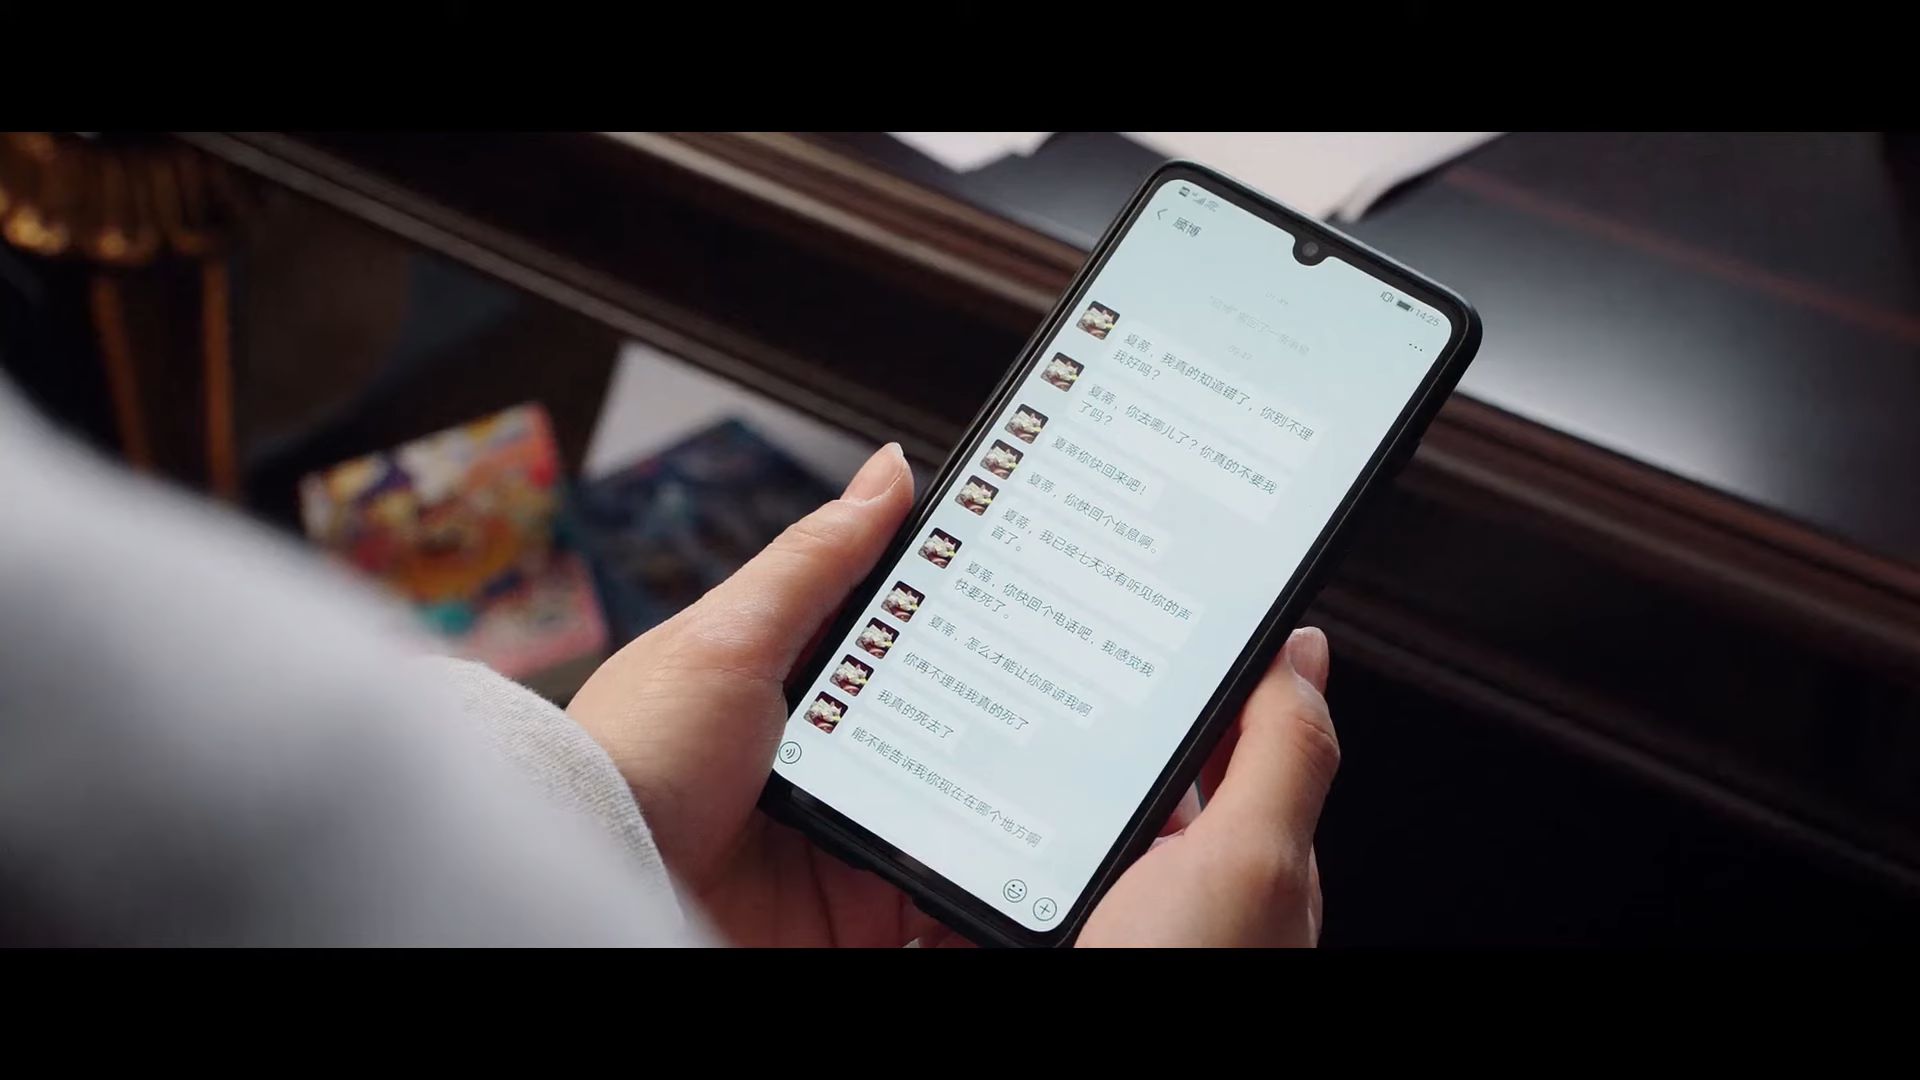 14:25
顾博
夏蒂，我真的知道错了，你别不理
我好吗？
夏蒂，你去哪儿了？你真的不要我
了吗？
夏蒂你快回来吧！
夏蒂，你快回个信息啊。
夏蒂，我已经七天没有听见你的声
音了。
夏蒂，你快回个电话吧，我感觉我
快要死了。
夏蒂，怎么才能让你原谅我啊
你再不理我我真的死了
我真的死去了
能不能告诉我你现在在哪个地方啊